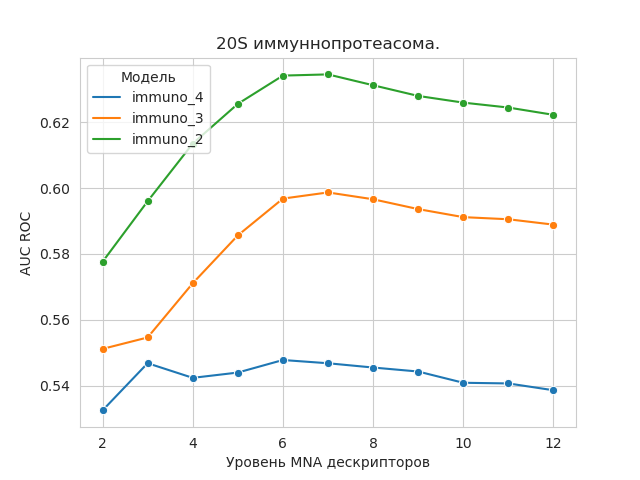 20S иммуннопротеасома.
Модель
immuno_4
immuno_3
immuno_2
AUC ROC
0.62
0.60
0.58
0.56
0.54
2 4 6 8 10 12
Уровень MNA дескрипторов